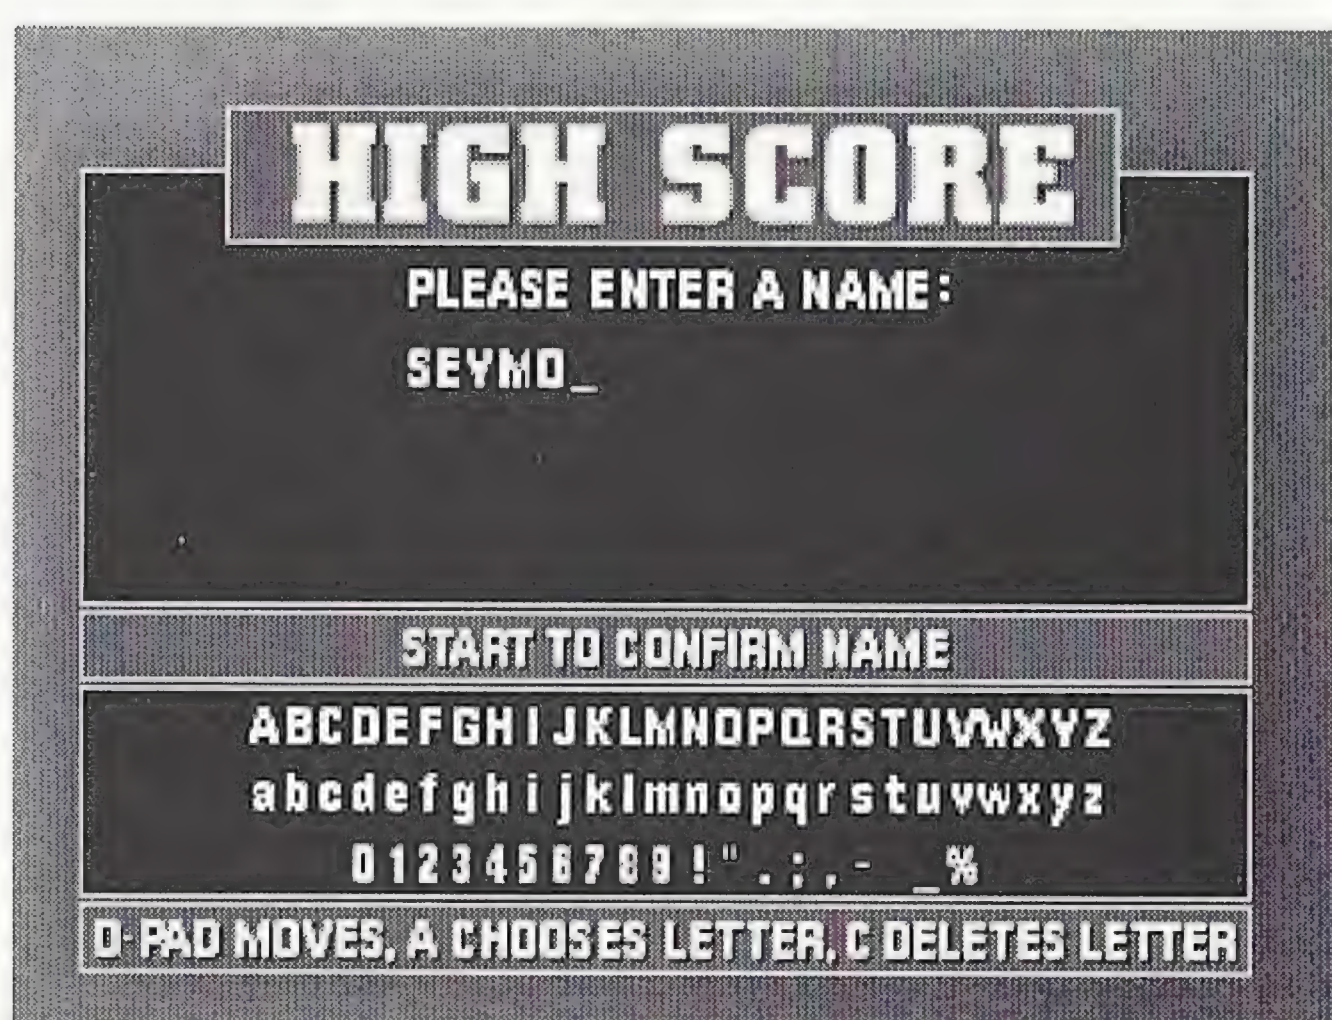 HIGH SCORE
PLEASE ENTER A NAME:
SEYMO_
START TO CONFIRM NAME
ABCDEFGHIJKLMNOPQRSTUVWXYZ
abcdefghijklmnopqrstuvwxyz
0123456789!".;,- _%
D-PAD MOVES, A CHOOSES LETTER, C DELETES LETTER